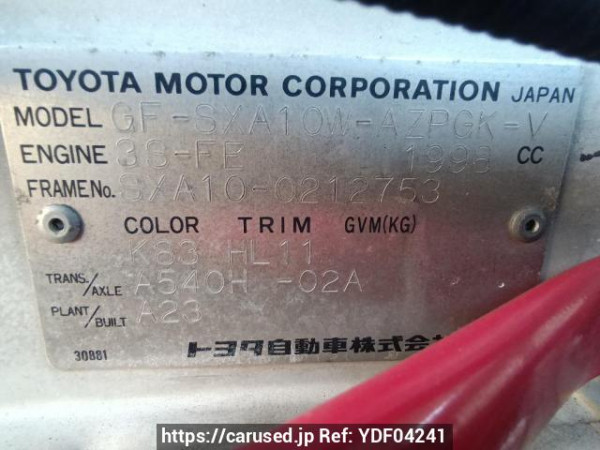 TOYOTA MOTOR CORPORATION JAPAN
MODEL GF-SXA10W-AZPGK-V
ENGINE 3S-FE 1998 CC
FRAME No. SXA10-0212753
COLOR TRIM GVM(KG)
HL11
TRANS./AXLE A540H -02A
PLANT/BUILT A23
30881
トヨタ自動車株式会
https://carused.jp Ref: YDF04241